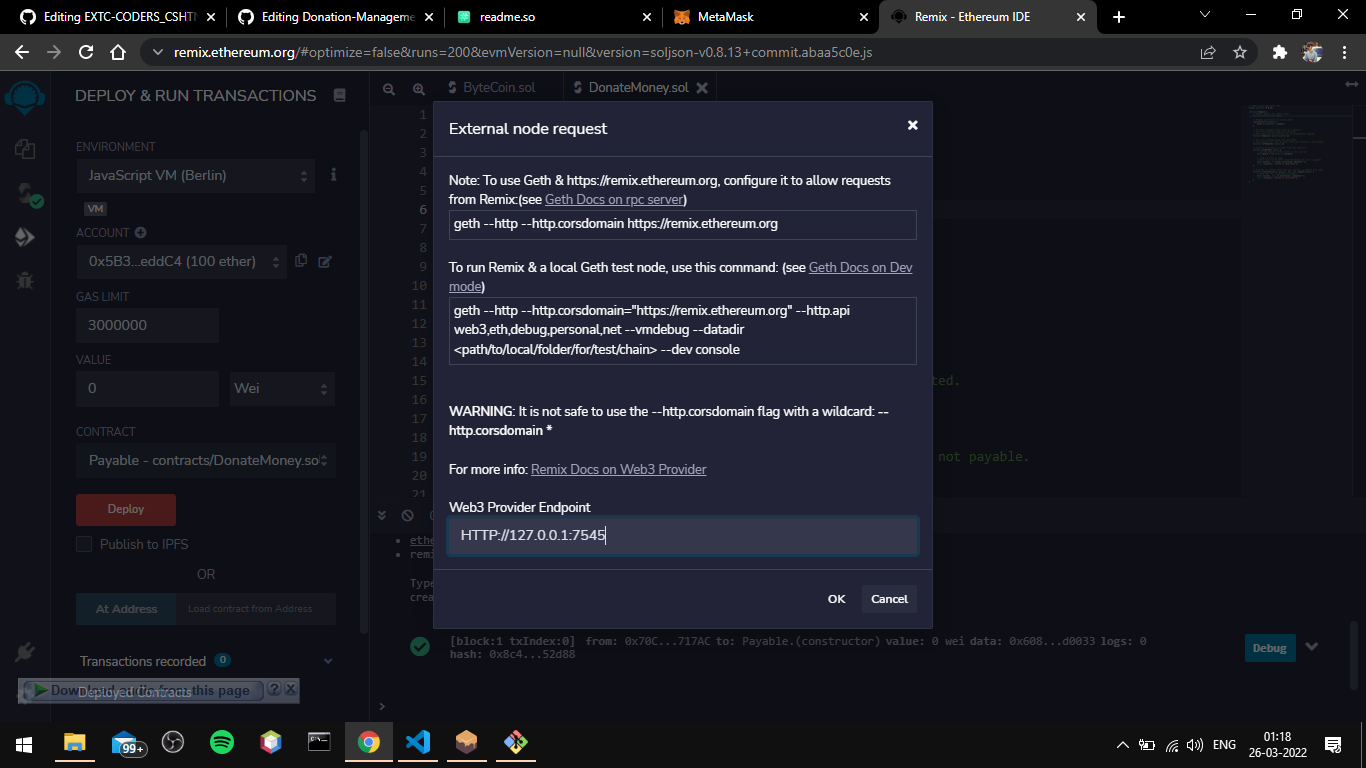 Editing EXTC-CODERS_CSHTM
Editing Donation-Manageme
readme.so
MetaMask
Remix - Ethereum IDE
remix.ethereum.org/#optimize=false&runs=200&evmVersion=null&version=soljson-v0.8.13+commit.abaa5c0e.js
DEPLOY & RUN TRANSACTIONS
ENVIRONMENT
JavaScript VM (Berlin)
VM
ACCOUNT
0x5B3...eddC4 (100 ether)
GAS LIMIT
3000000
VALUE
0
Wei
CONTRACT
Payable - contracts/DonateMoney.so
Deploy
Publish to IPFS
OR
At Address
Load contract from Address
Transactions recorded 0
Download audio from this page ? X
Deployed Contracts
ByteCoin.sol
DonateMoney.sol
1
2
3
4
5
6
7
8
9
10
11
12
13
14
15
16
17
18
19
20
21
ted.
not payable.
External node request
Note: To use Geth & https://remix.ethereum.org, configure it to allow requests
from Remix:(see Geth Docs on rpc server)
geth --http --http.corsdomain https://remix.ethereum.org
To run Remix & a local Geth test node, use this command: (see Geth Docs on Dev
mode)
geth --http --http.corsdomain="https://remix.ethereum.org" --http.api
web3,eth,debug,personal,net --vmdebug --datadir
<path/to/local/folder/for/test/chain> --dev console
WARNING: It is not safe to use the --http.corsdomain flag with a wildcard: --
http.corsdomain *
For more info: Remix Docs on Web3 Provider
Web3 Provider Endpoint
HTTP://127.0.0.1:7545
OK
Cancel
ethe
remi
Type
crea
[block:1 txIndex:0] from: 0x70C...717AC to: Payable.(constructor) value: 0 wei data: 0x608...d0033 logs: 0
hash: 0x8c4...52d88
Debug
>
99+
ENG
01:18
26-03-2022